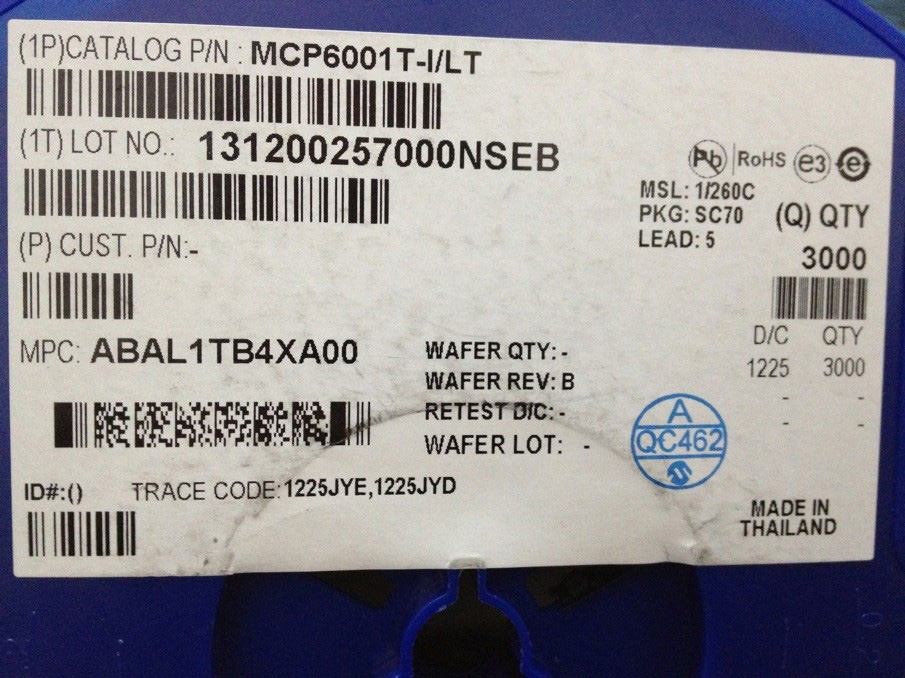 (1P)CATALOG P/N : MCP6001T-I/LT
(1T) LOT NO.: 131200257000NSEB
Pb RoHS e3 e
MSL: 1/260C
PKG: SC70
LEAD: 5
(Q) QTY
3000
(P) CUST. P/N:-
D/C QTY
1225 3000
- -
- -
MPC: ABAL1TB4XA00
WAFER QTY: -
WAFER REV: B
RETEST D/C: -
WAFER LOT: -
A
QC462
ID#:()
TRACE CODE:1225JYE,1225JYD
MADE IN
THAILAND